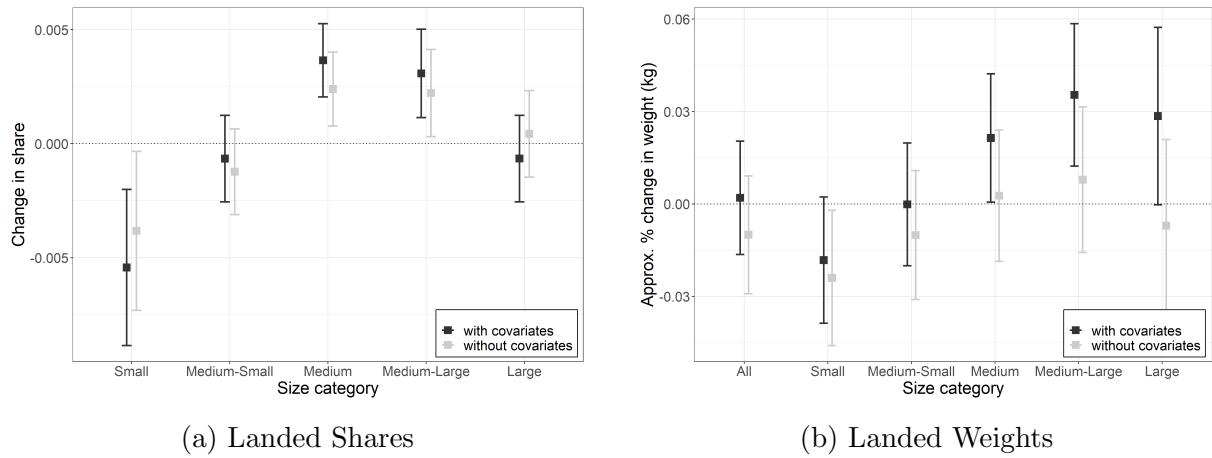 0.005
0.000
-0.005
Change in share
Small Medium-Small Medium Medium-Large Large
Size category
with covariates
without covariates
(a) Landed Shares
0.06
0.03
0.00
-0.03
Approx. % change in weight (kg)
All Small Medium-Small Medium Medium-Large Large
Size category
with covariates
without covariates
(b) Landed Weights